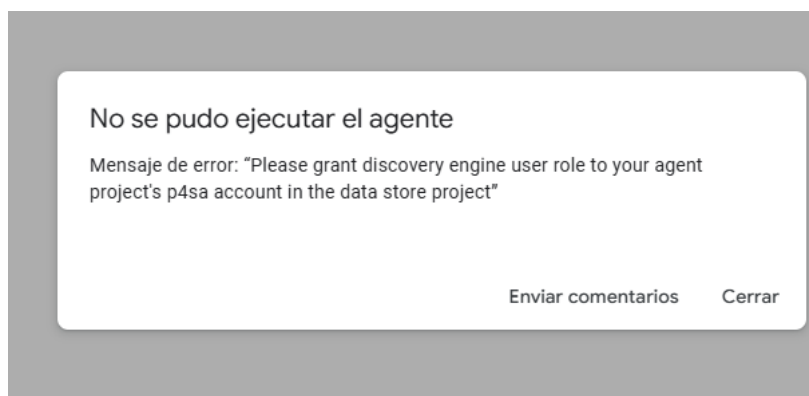 No se pudo ejecutar el agente
Mensaje de error: “Please grant discovery engine user role to your agent
project's p4sa account in the data store project”
Enviar comentarios
Cerrar